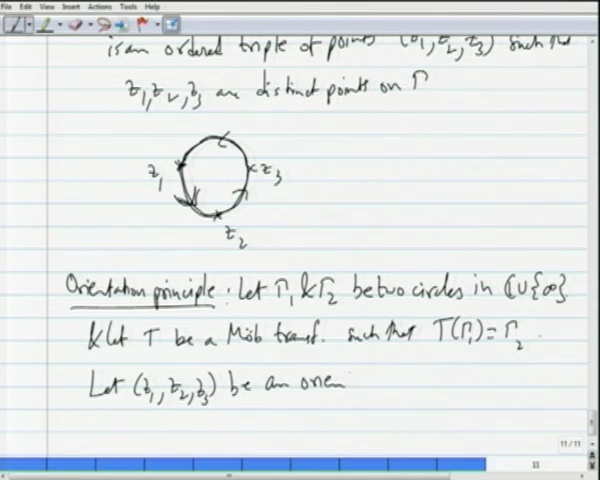 File Edit View Insert Actions Tools Help
is an ordered triple of points (z1, z2, z3) such that
z1, z2, z3 are distinct points on Γ
z1
z3
z2
Orientation principle: Let Γ1 & Γ2 be two circles in ℂ∪{∞}
& let T be a Möb transf. such that T(Γ1) = Γ2.
Let (z1, z2, z3) be an orien
11/11
11